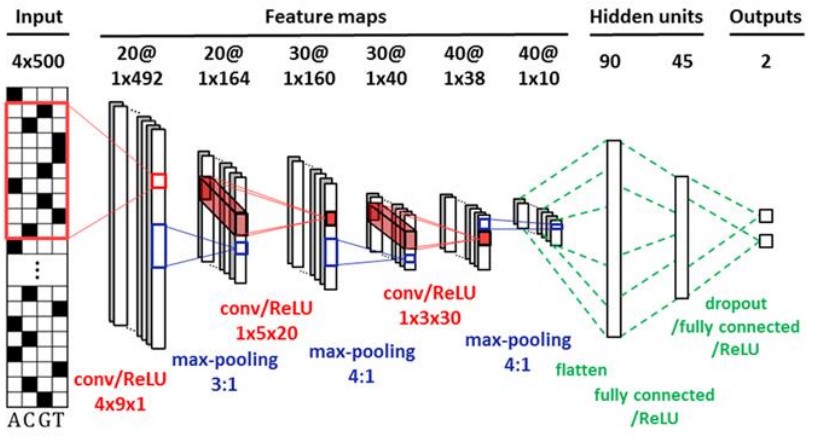 Input
Feature maps
Hidden units
Outputs
4x500
20@
1x492
20@
1x164
30@
1x160
30@
1x40
40@
1x38
40@
1x10
90
45
2
conv/ReLU
4x9x1
max-pooling
3:1
conv/ReLU
1x5x20
max-pooling
4:1
conv/ReLU
1x3x30
max-pooling
4:1
flatten
fully connected
/ReLU
dropout
/fully connected
/ReLU
A C G T